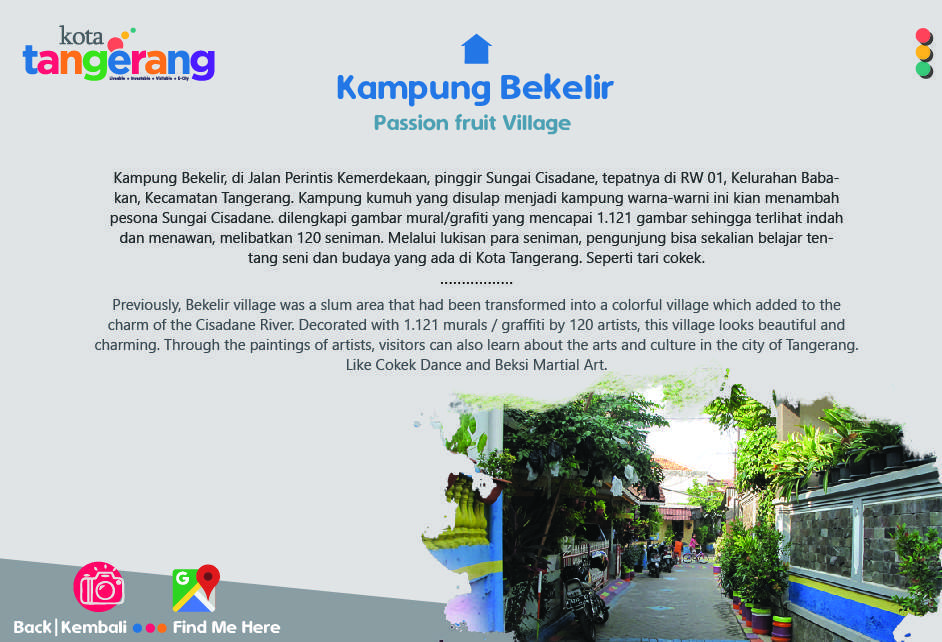 kota
tangerang
Liveable • Investable • Visitable • E-City
Kampung Bekelir
Passion fruit Village
Kampung Bekelir, di Jalan Perintis Kemerdekaan, pinggir Sungai Cisadane, tepatnya di RW 01, Kelurahan Baba-
kan, Kecamatan Tangerang. Kampung kumuh yang disulap menjadi kampung warna-warni ini kian menambah
pesona Sungai Cisadane. dilengkapi gambar mural/grafiti yang mencapai 1.121 gambar sehingga terlihat indah
dan menawan, melibatkan 120 seniman. Melalui lukisan para seniman, pengunjung bisa sekalian belajar ten-
tang seni dan budaya yang ada di Kota Tangerang. Seperti tari cokek.
.................
Previously, Bekelir village was a slum area that had been transformed into a colorful village which added to the
charm of the Cisadane River. Decorated with 1.121 murals / graffiti by 120 artists, this village looks beautiful and
charming. Through the paintings of artists, visitors can also learn about the arts and culture in the city of Tangerang.
Like Cokek Dance and Beksi Martial Art.
G
Back|Kembali ●●● Find Me Here